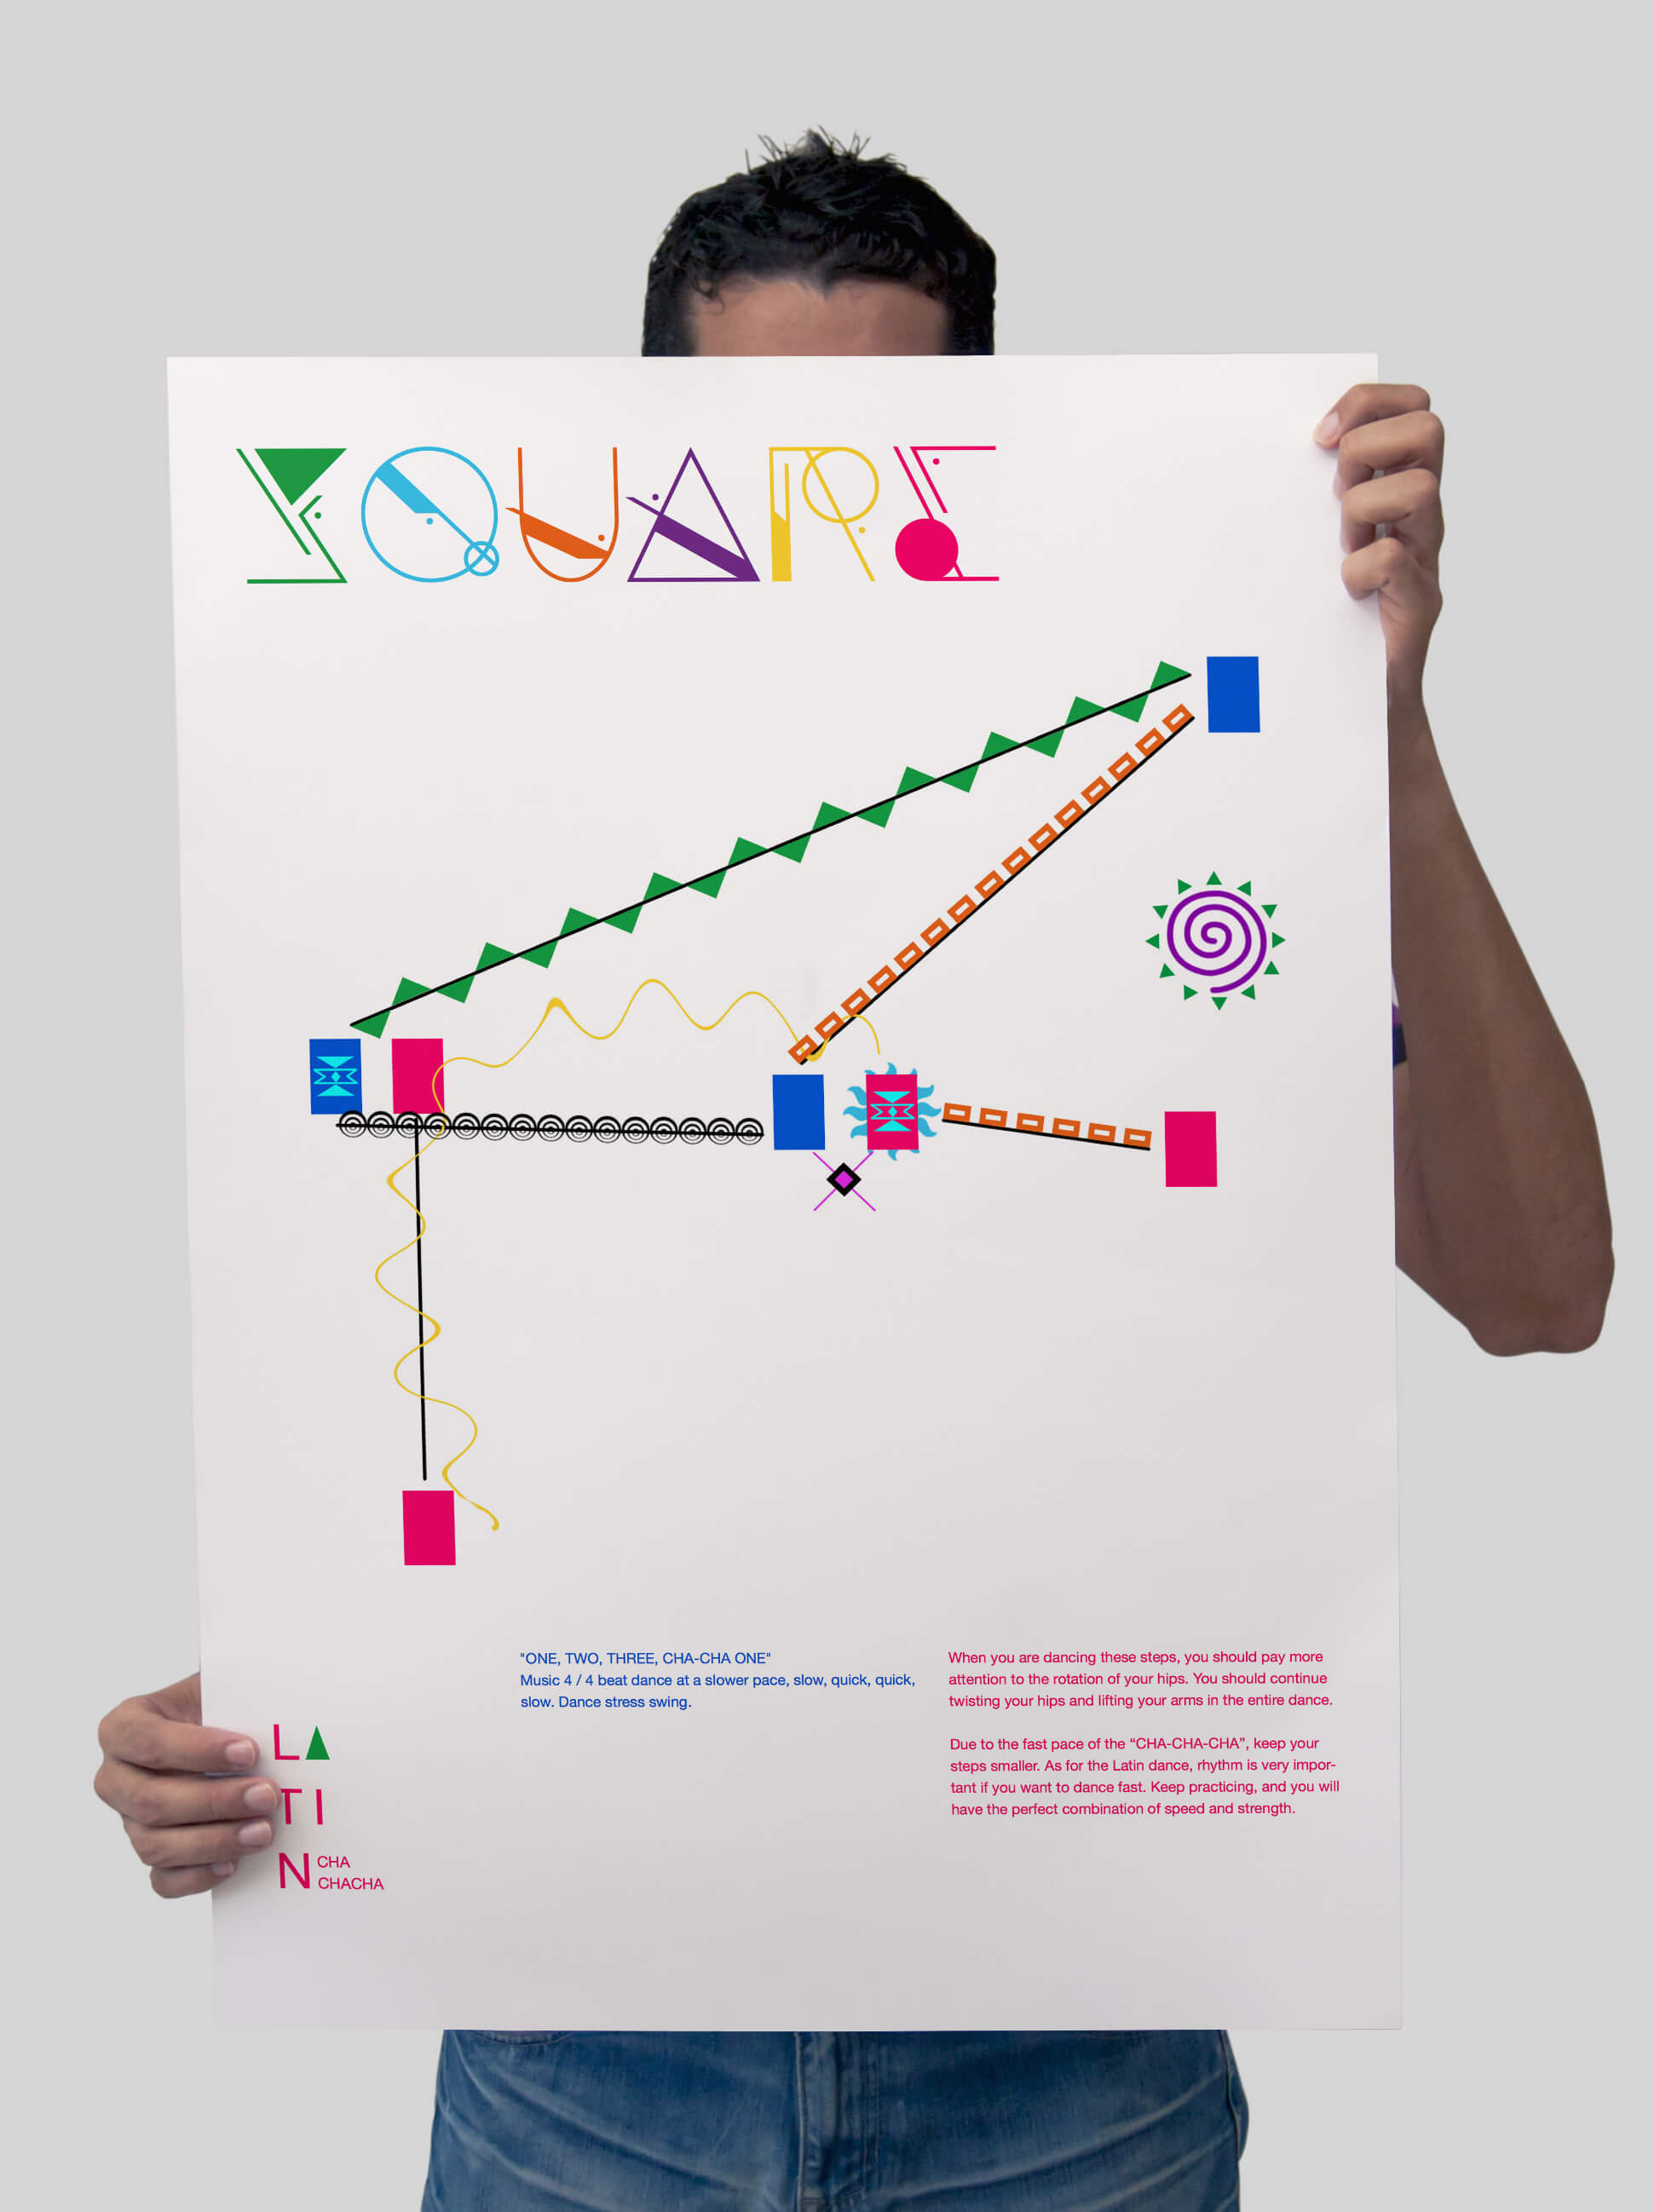 SQUARE
"ONE, TWO, THREE, CHA-CHA ONE"
Music 4 / 4 beat dance at a slower pace, slow, quick, quick,
slow. Dance stress swing.
When you are dancing these steps, you should pay more
attention to the rotation of your hips. You should continue
twisting your hips and lifting your arms in the entire dance.
Due to the fast pace of the “CHA-CHA-CHA”, keep your
steps smaller. As for the Latin dance, rhythm is very impor-
tant if you want to dance fast. Keep practicing, and you will
have the perfect combination of speed and strength.
LA
TI
N CHA
CHACHA